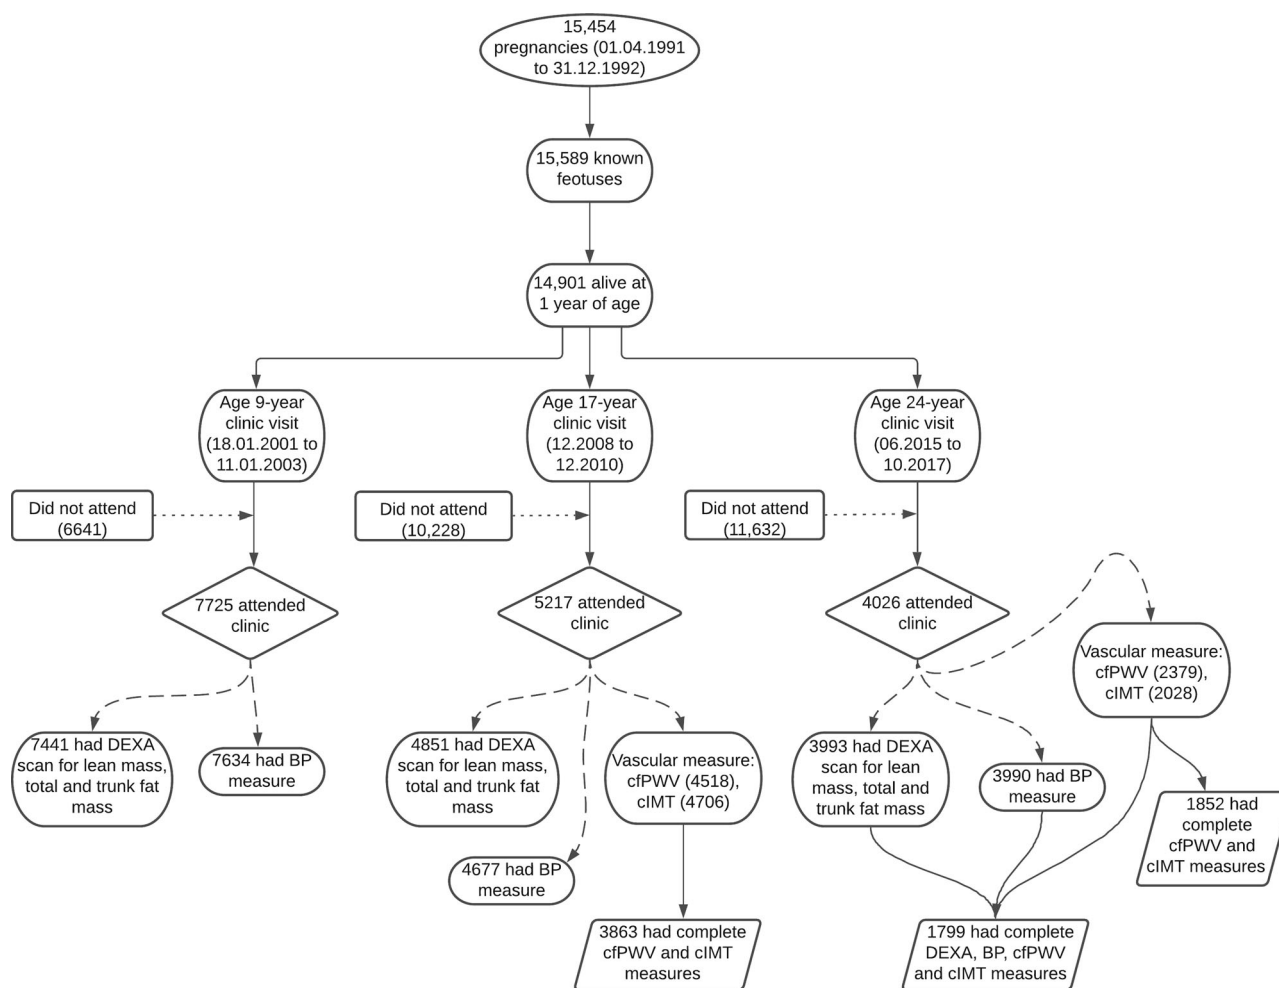 15,454
pregnancies (01.04.1991
to 31.12.1992)
15,589 known
feotuses
14,901 alive at
1 year of age
Age 9-year
clinic visit
(18.01.2001 to
11.01.2003)
Age 17-year
clinic visit
(12.2008 to
12.2010)
Age 24-year
clinic visit
(06.2015 to
10.2017)
Did not attend
(6641)
Did not attend
(10,228)
Did not attend
(11,632)
7725 attended
clinic
5217 attended
clinic
4026 attended
clinic
Vascular measure:
cfPWV (2379),
cIMT (2028)
7441 had DEXA
scan for lean mass,
total and trunk fat
mass
7634 had BP
measure
4851 had DEXA
scan for lean mass,
total and trunk fat
mass
Vascular measure:
cfPWV (4518),
cIMT (4706)
3993 had DEXA
scan for lean
mass, total and
trunk fat mass
3990 had BP
measure
1852 had
complete
cfPWV and
cIMT measures
4677 had BP
measure
3863 had complete
cfPWV and cIMT
measures
1799 had complete
DEXA, BP, cfPWV
and cIMT measures